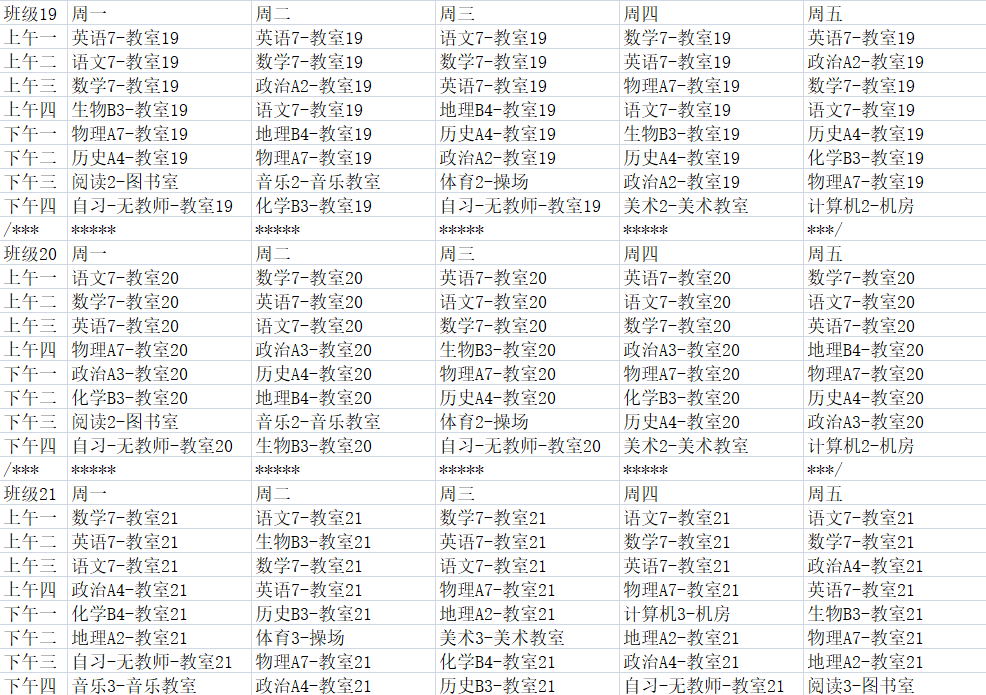 班级19 周一 周二 周三 周四 周五
上午一 英语7-教室19 英语7-教室19 语文7-教室19 数学7-教室19 英语7-教室19
上午二 语文7-教室19 数学7-教室19 数学7-教室19 英语7-教室19 政治A2-教室19
上午三 数学7-教室19 政治A2-教室19 英语7-教室19 物理A7-教室19 数学7-教室19
上午四 生物B3-教室19 语文7-教室19 地理B4-教室19 语文7-教室19 语文7-教室19
下午一 物理A7-教室19 地理B4-教室19 历史A4-教室19 生物B3-教室19 历史A4-教室19
下午二 历史A4-教室19 物理A7-教室19 政治A2-教室19 历史A4-教室19 化学B3-教室19
下午三 阅读2-图书室 音乐2-音乐教室 体育2-操场 政治A2-教室19 物理A7-教室19
下午四 自习-无教师-教室19 化学B3-教室19 自习-无教师-教室19 美术2-美术教室 计算机2-机房
/*** ***** ***** ***** ***** ***/
班级20 周一 周二 周三 周四 周五
上午一 语文7-教室20 数学7-教室20 英语7-教室20 英语7-教室20 数学7-教室20
上午二 数学7-教室20 英语7-教室20 语文7-教室20 语文7-教室20 语文7-教室20
上午三 英语7-教室20 语文7-教室20 数学7-教室20 数学7-教室20 英语7-教室20
上午四 物理A7-教室20 政治A3-教室20 生物B3-教室20 政治A3-教室20 地理B4-教室20
下午一 政治A3-教室20 历史A4-教室20 物理A7-教室20 物理A7-教室20 物理A7-教室20
下午二 化学B3-教室20 地理B4-教室20 历史A4-教室20 化学B3-教室20 历史A4-教室20
下午三 阅读2-图书室 音乐2-音乐教室 体育2-操场 历史A4-教室20 政治A3-教室20
下午四 自习-无教师-教室20 生物B3-教室20 自习-无教师-教室20 美术2-美术教室 计算机2-机房
/*** ***** ***** ***** ***** ***/
班级21 周一 周二 周三 周四 周五
上午一 数学7-教室21 语文7-教室21 数学7-教室21 语文7-教室21 语文7-教室21
上午二 英语7-教室21 生物B3-教室21 英语7-教室21 数学7-教室21 数学7-教室21
上午三 语文7-教室21 数学7-教室21 语文7-教室21 英语7-教室21 政治A4-教室21
上午四 政治A4-教室21 英语7-教室21 物理A7-教室21 物理A7-教室21 英语7-教室21
下午一 化学B4-教室21 历史B3-教室21 地理A2-教室21 计算机3-机房 生物B3-教室21
下午二 地理A2-教室21 体育3-操场 美术3-美术教室 地理A2-教室21 物理A7-教室21
下午三 自习-无教师-教室21 物理A7-教室21 化学B4-教室21 政治A4-教室21 地理A2-教室21
下午四 音乐3-音乐教室 政治A4-教室21 历史B3-教室21 自习-无教师-教室21 阅读3-图书室